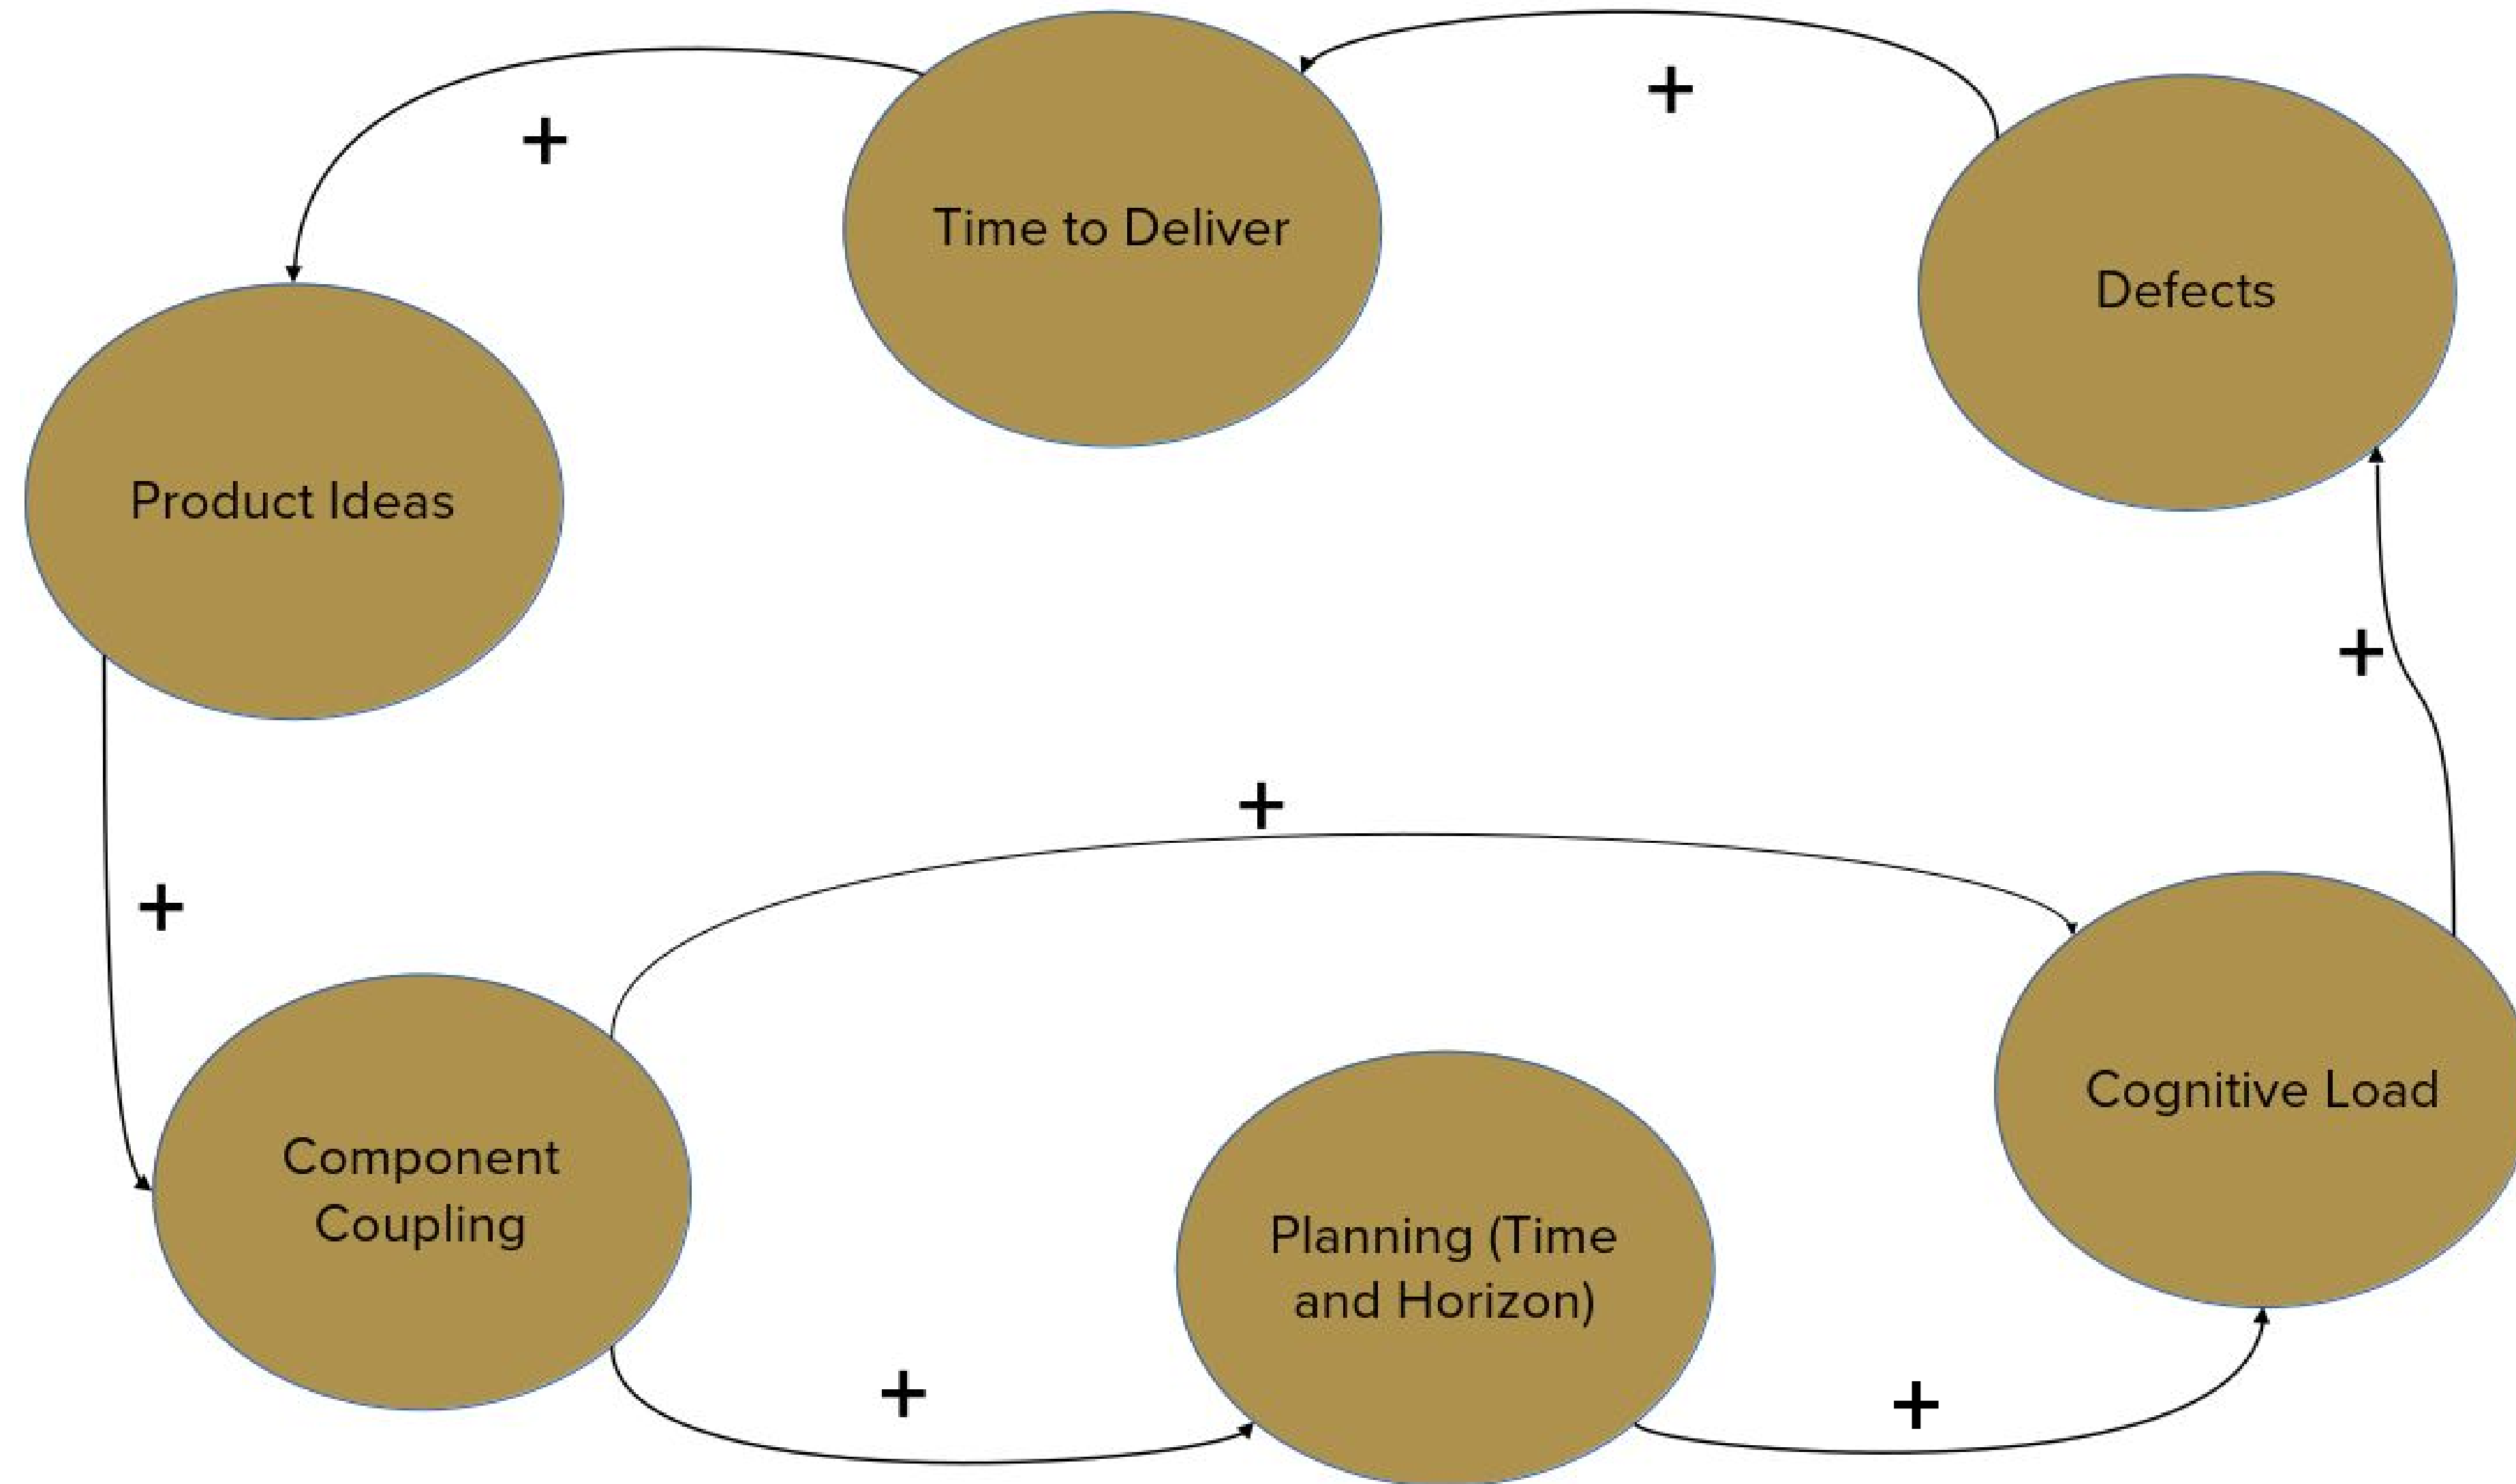 +
+
Time to Deliver
Defects
Product Ideas
+
+
+
Component
Coupling
Cognitive Load
Planning (Time
and Horizon)
+
+